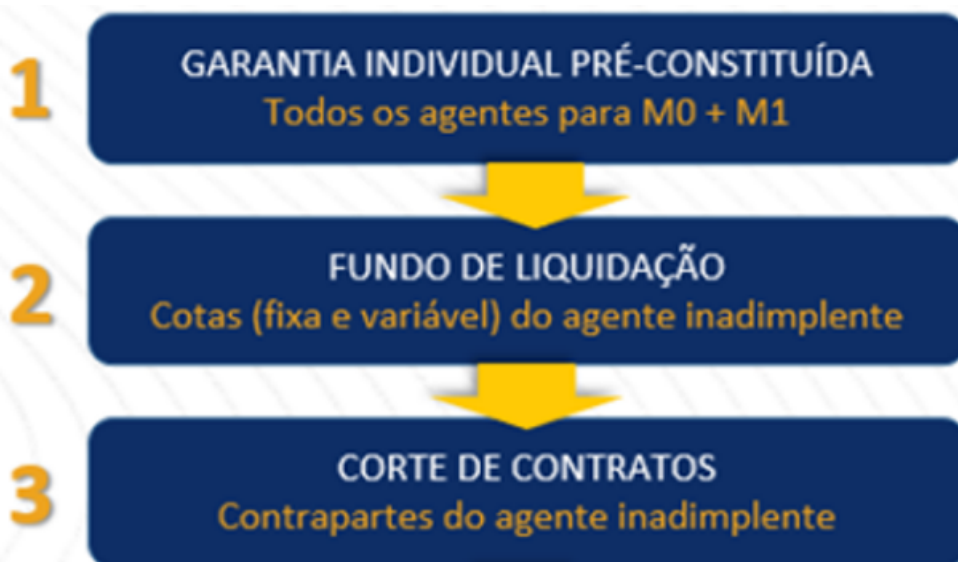 1
GARANTIA INDIVIDUAL PRÉ-CONSTITUÍDA
Todos os agentes para M0 + M1
2
FUNDO DE LIQUIDAÇÃO
Cotas (fixa e variável) do agente inadimplente
3
CORTE DE CONTRATOS
Contrapartes do agente inadimplente